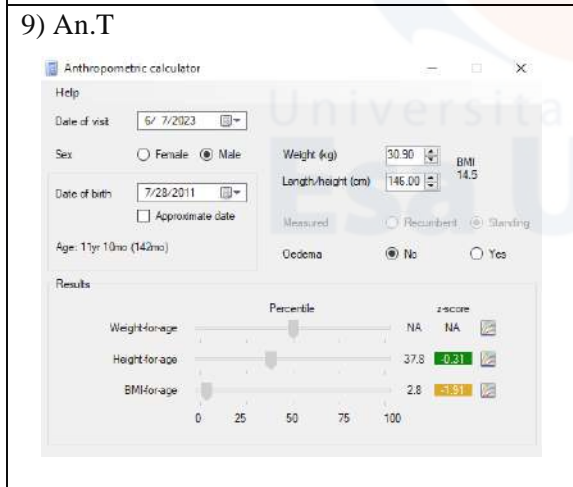 9) An.T
Anthropometric calculator
Help
Date of visit 6/ 7/2023
Sex Female Male Weight (kg) 30.90 BMI
Length/height (cm) 146.00 14.5
Date of birth 7/28/2011
Approximate date
Measured Recumbent Standing
Age: 11yr 10mo (142mo) Oedema No Yes
Results
Percentile z-score
Weight-for-age NA NA
Height-for-age 37.8 -0.31
BMI-for-age 2.8 -1.91
0 25 50 75 100
Universita
Esa U